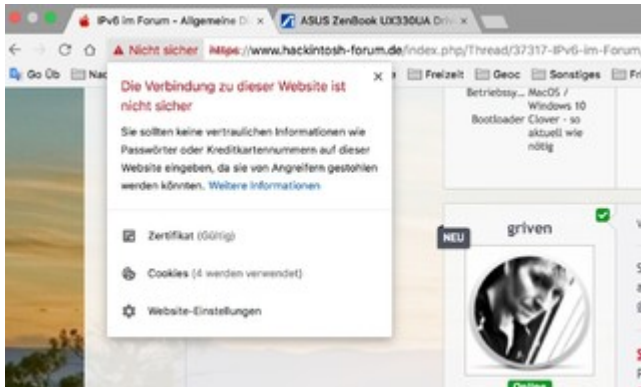 IPv6 im Forum - Allgemeine Di
ASUS ZenBook UX330UA Driv
Nicht sicher https://www.hackintosh-forum.de/index.php/Thread/37317-IPv6-im-Forum
Go Üb
Freizeit Geoc Sonstiges
Die Verbindung zu dieser Website ist
nicht sicher
Sie sollten keine vertraulichen Informationen wie
Passwörter oder Kreditkartennummern auf dieser
Website eingeben, da sie von Angreifern gestohlen
werden könnten. Weitere Informationen
Zertifikat (Gültig)
Cookies (4 werden verwendet)
Website-Einstellungen
Betriebssy... MacOS /
Windows 10
Bootloader Clover - so
aktuell wie
nötig
NEU
griven
Online